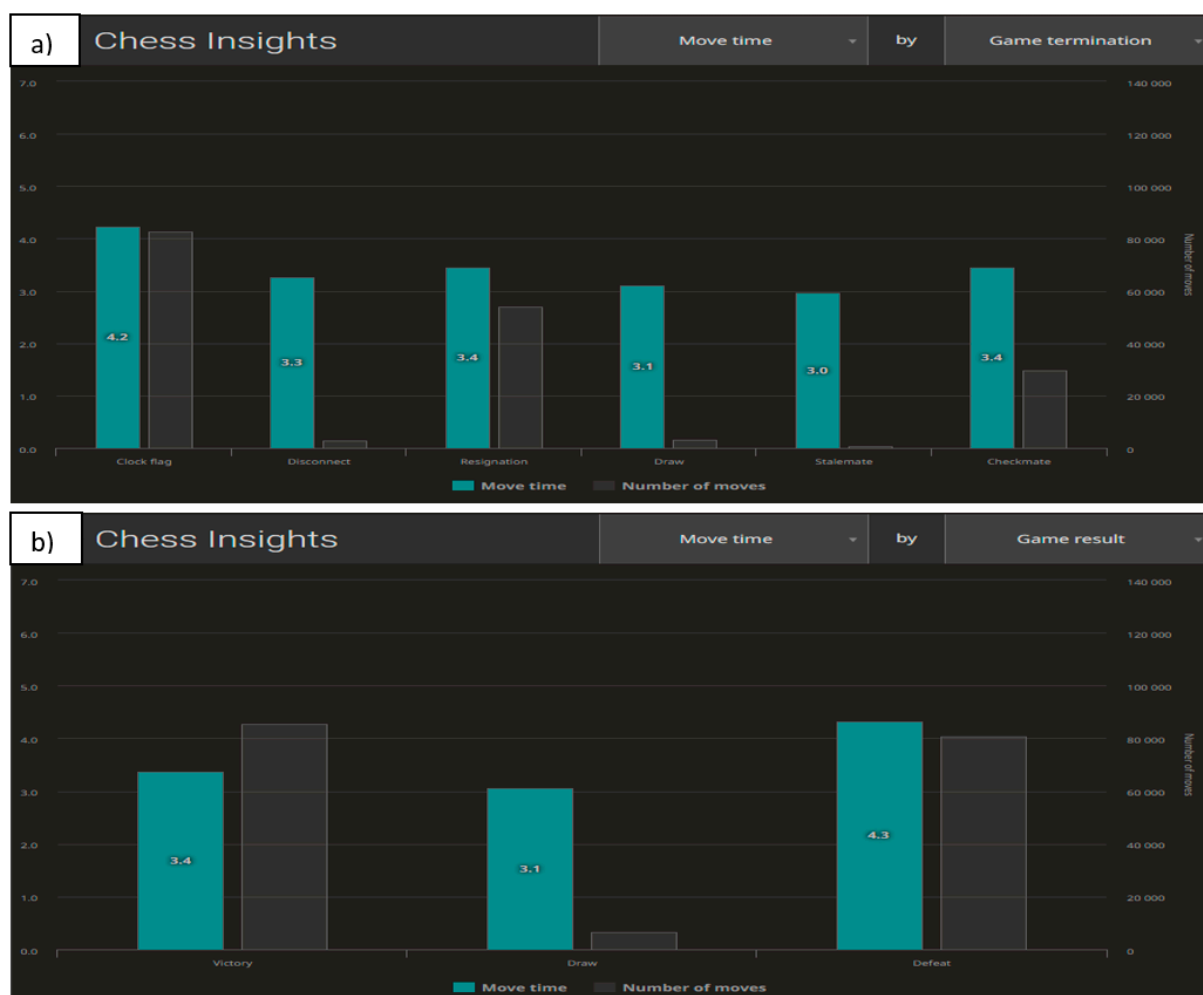 a)
Chess Insights
Move time by Game termination
7.0 140 000
6.0 120 000
5.0 100 000
4.0 80 000
3.0 60 000
2.0 40 000
1.0 20 000
0.0 0
Number of moves
4.2 3.3 3.4 3.1 3.0 3.4
Clock flag Disconnect Resignation Draw Stalemate Checkmate
Move time Number of moves
b)
Chess Insights
Move time by Game result
7.0 140 000
6.0 120 000
5.0 100 000
4.0 80 000
3.0 60 000
2.0 40 000
1.0 20 000
0.0 0
Number of moves
3.4 3.1 4.3
Victory Draw Defeat
Move time Number of moves